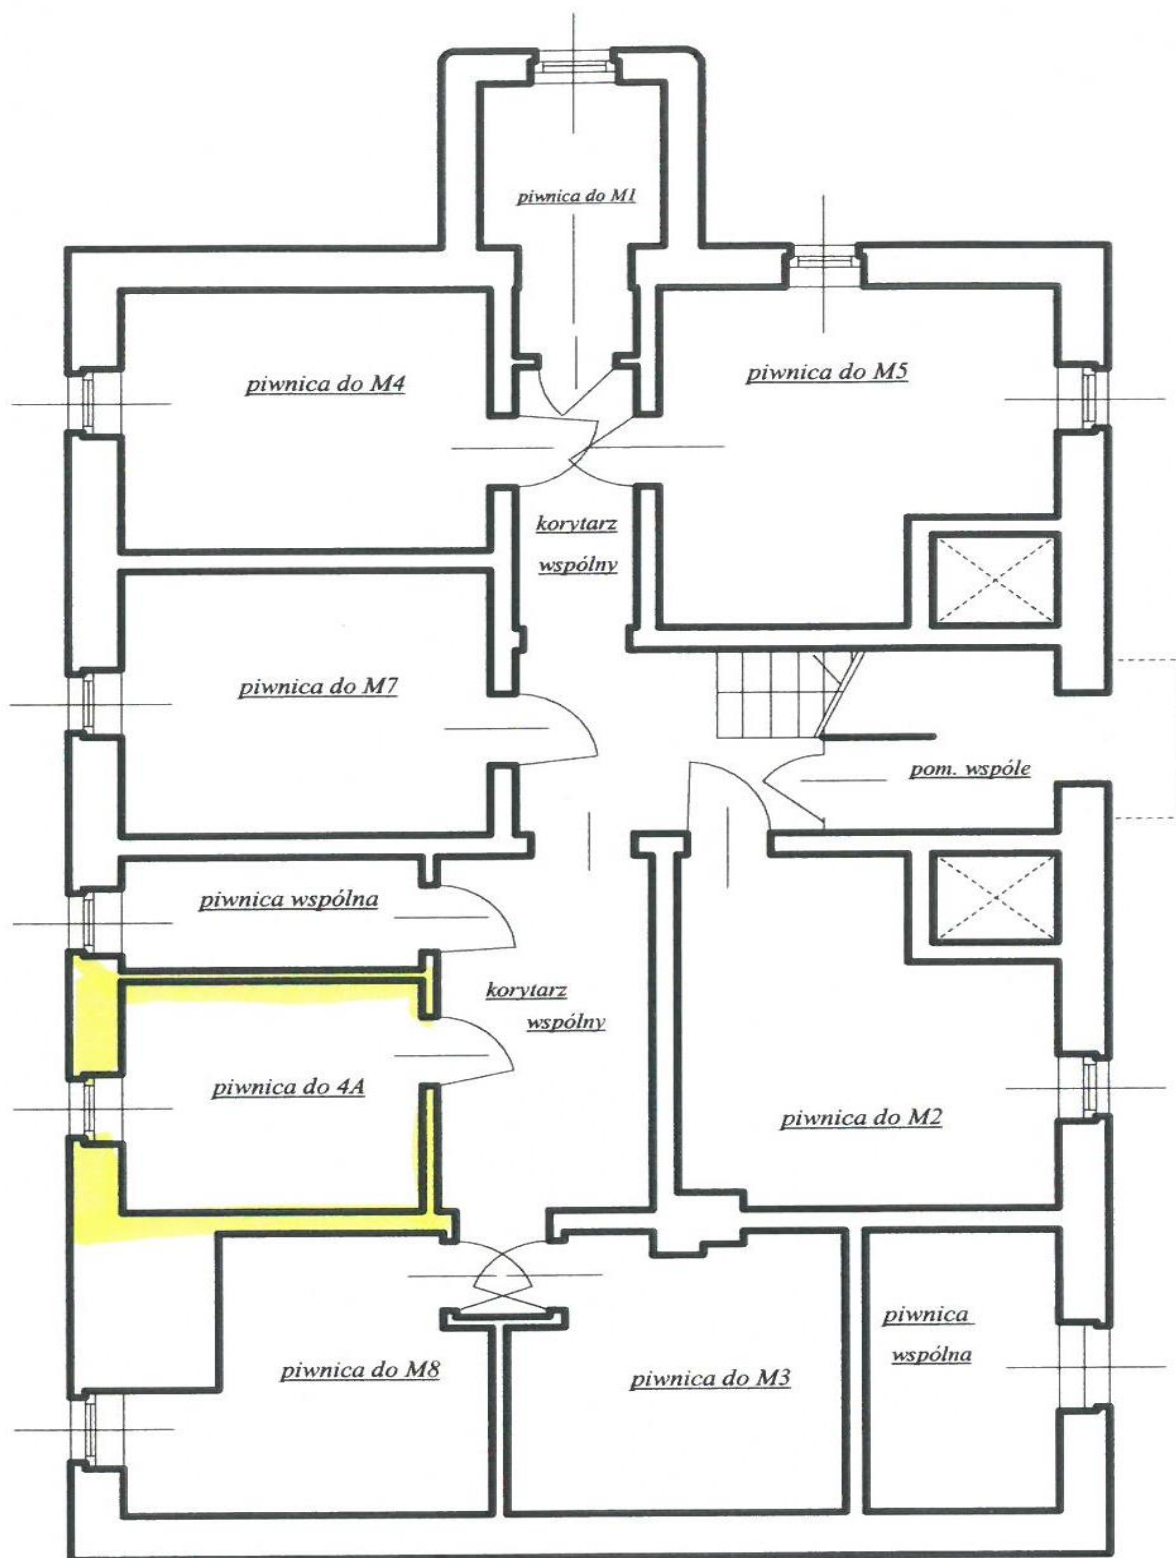 piwnica do M1
piwnica do M4
piwnica do M5
korytarz
wspólny
piwnica do M7
pom. wspóle
piwnica wspólna
korytarz
wspólny
piwnica do 4A
piwnica do M2
piwnica
wspólna
piwnica do M8
piwnica do M3